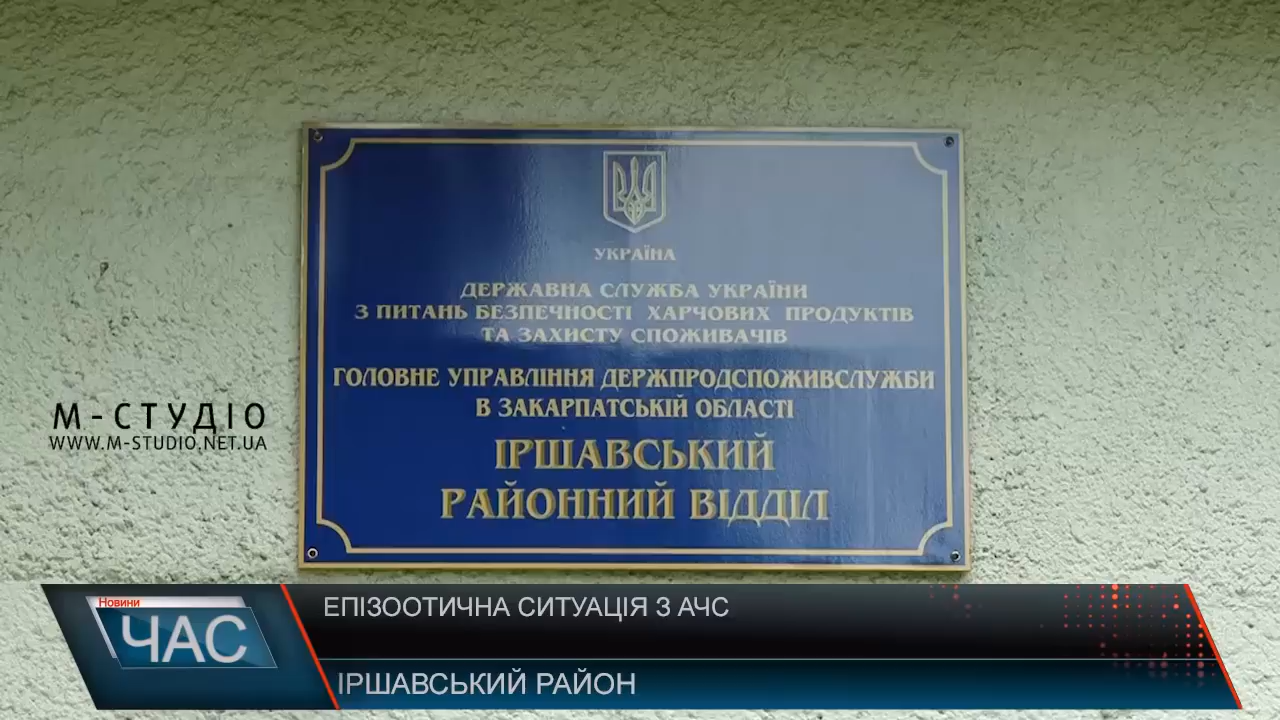 УКРАЇНА
ДЕРЖАВНА СЛУЖБА УКРАЇНИ
З ПИТАНЬ БЕЗПЕЧНОСТІ ХАРЧОВИХ ПРОДУКТІВ
ТА ЗАХИСТУ СПОЖИВАЧІВ
ГОЛОВНЕ УПРАВЛІННЯ ДЕРЖПРОДСПОЖИВСЛУЖБИ
В ЗАКАРПАТСЬКІЙ ОБЛАСТІ
ІРШАВСЬКИЙ
РАЙОННИЙ ВІДДІЛ
М-СТУДІО
WWW.M-STUDIO.NET.UA
Новини
ЧАС
ЕПІЗООТИЧНА СИТУАЦІЯ З АЧС
ІРШАВСЬКИЙ РАЙОН